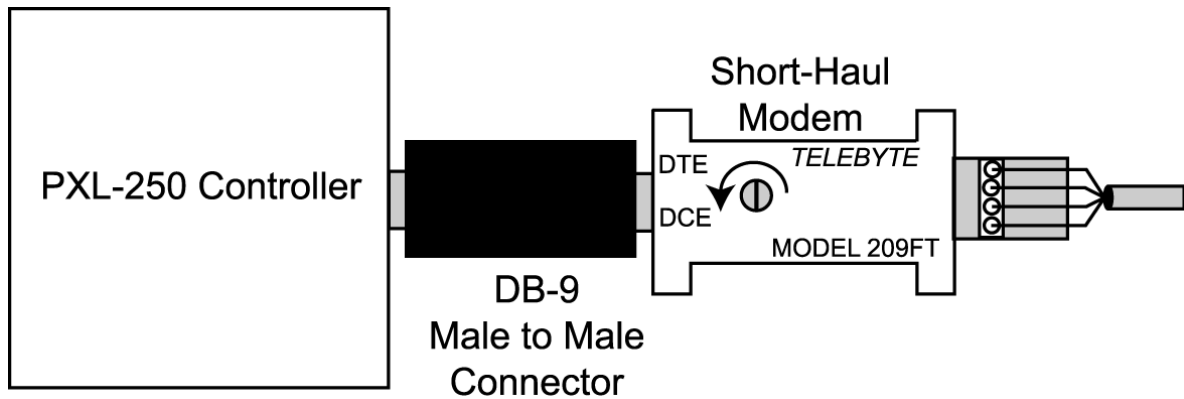 Short-Haul
Modem
PXL-250 Controller
DTE
TELEBYTE
DCE
MODEL 209FT
DB-9
Male to Male
Connector